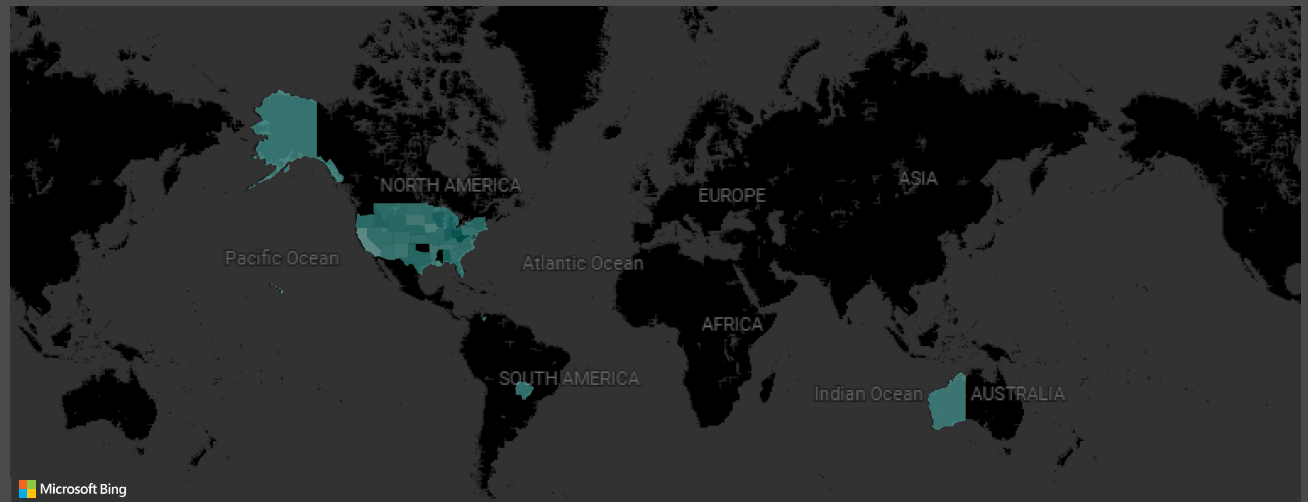 NORTH AMERICA
EUROPE
ASIA
Pacific Ocean
Atlantic Ocean
AFRICA
SOUTH AMERICA
Indian Ocean
AUSTRALIA
Microsoft Bing